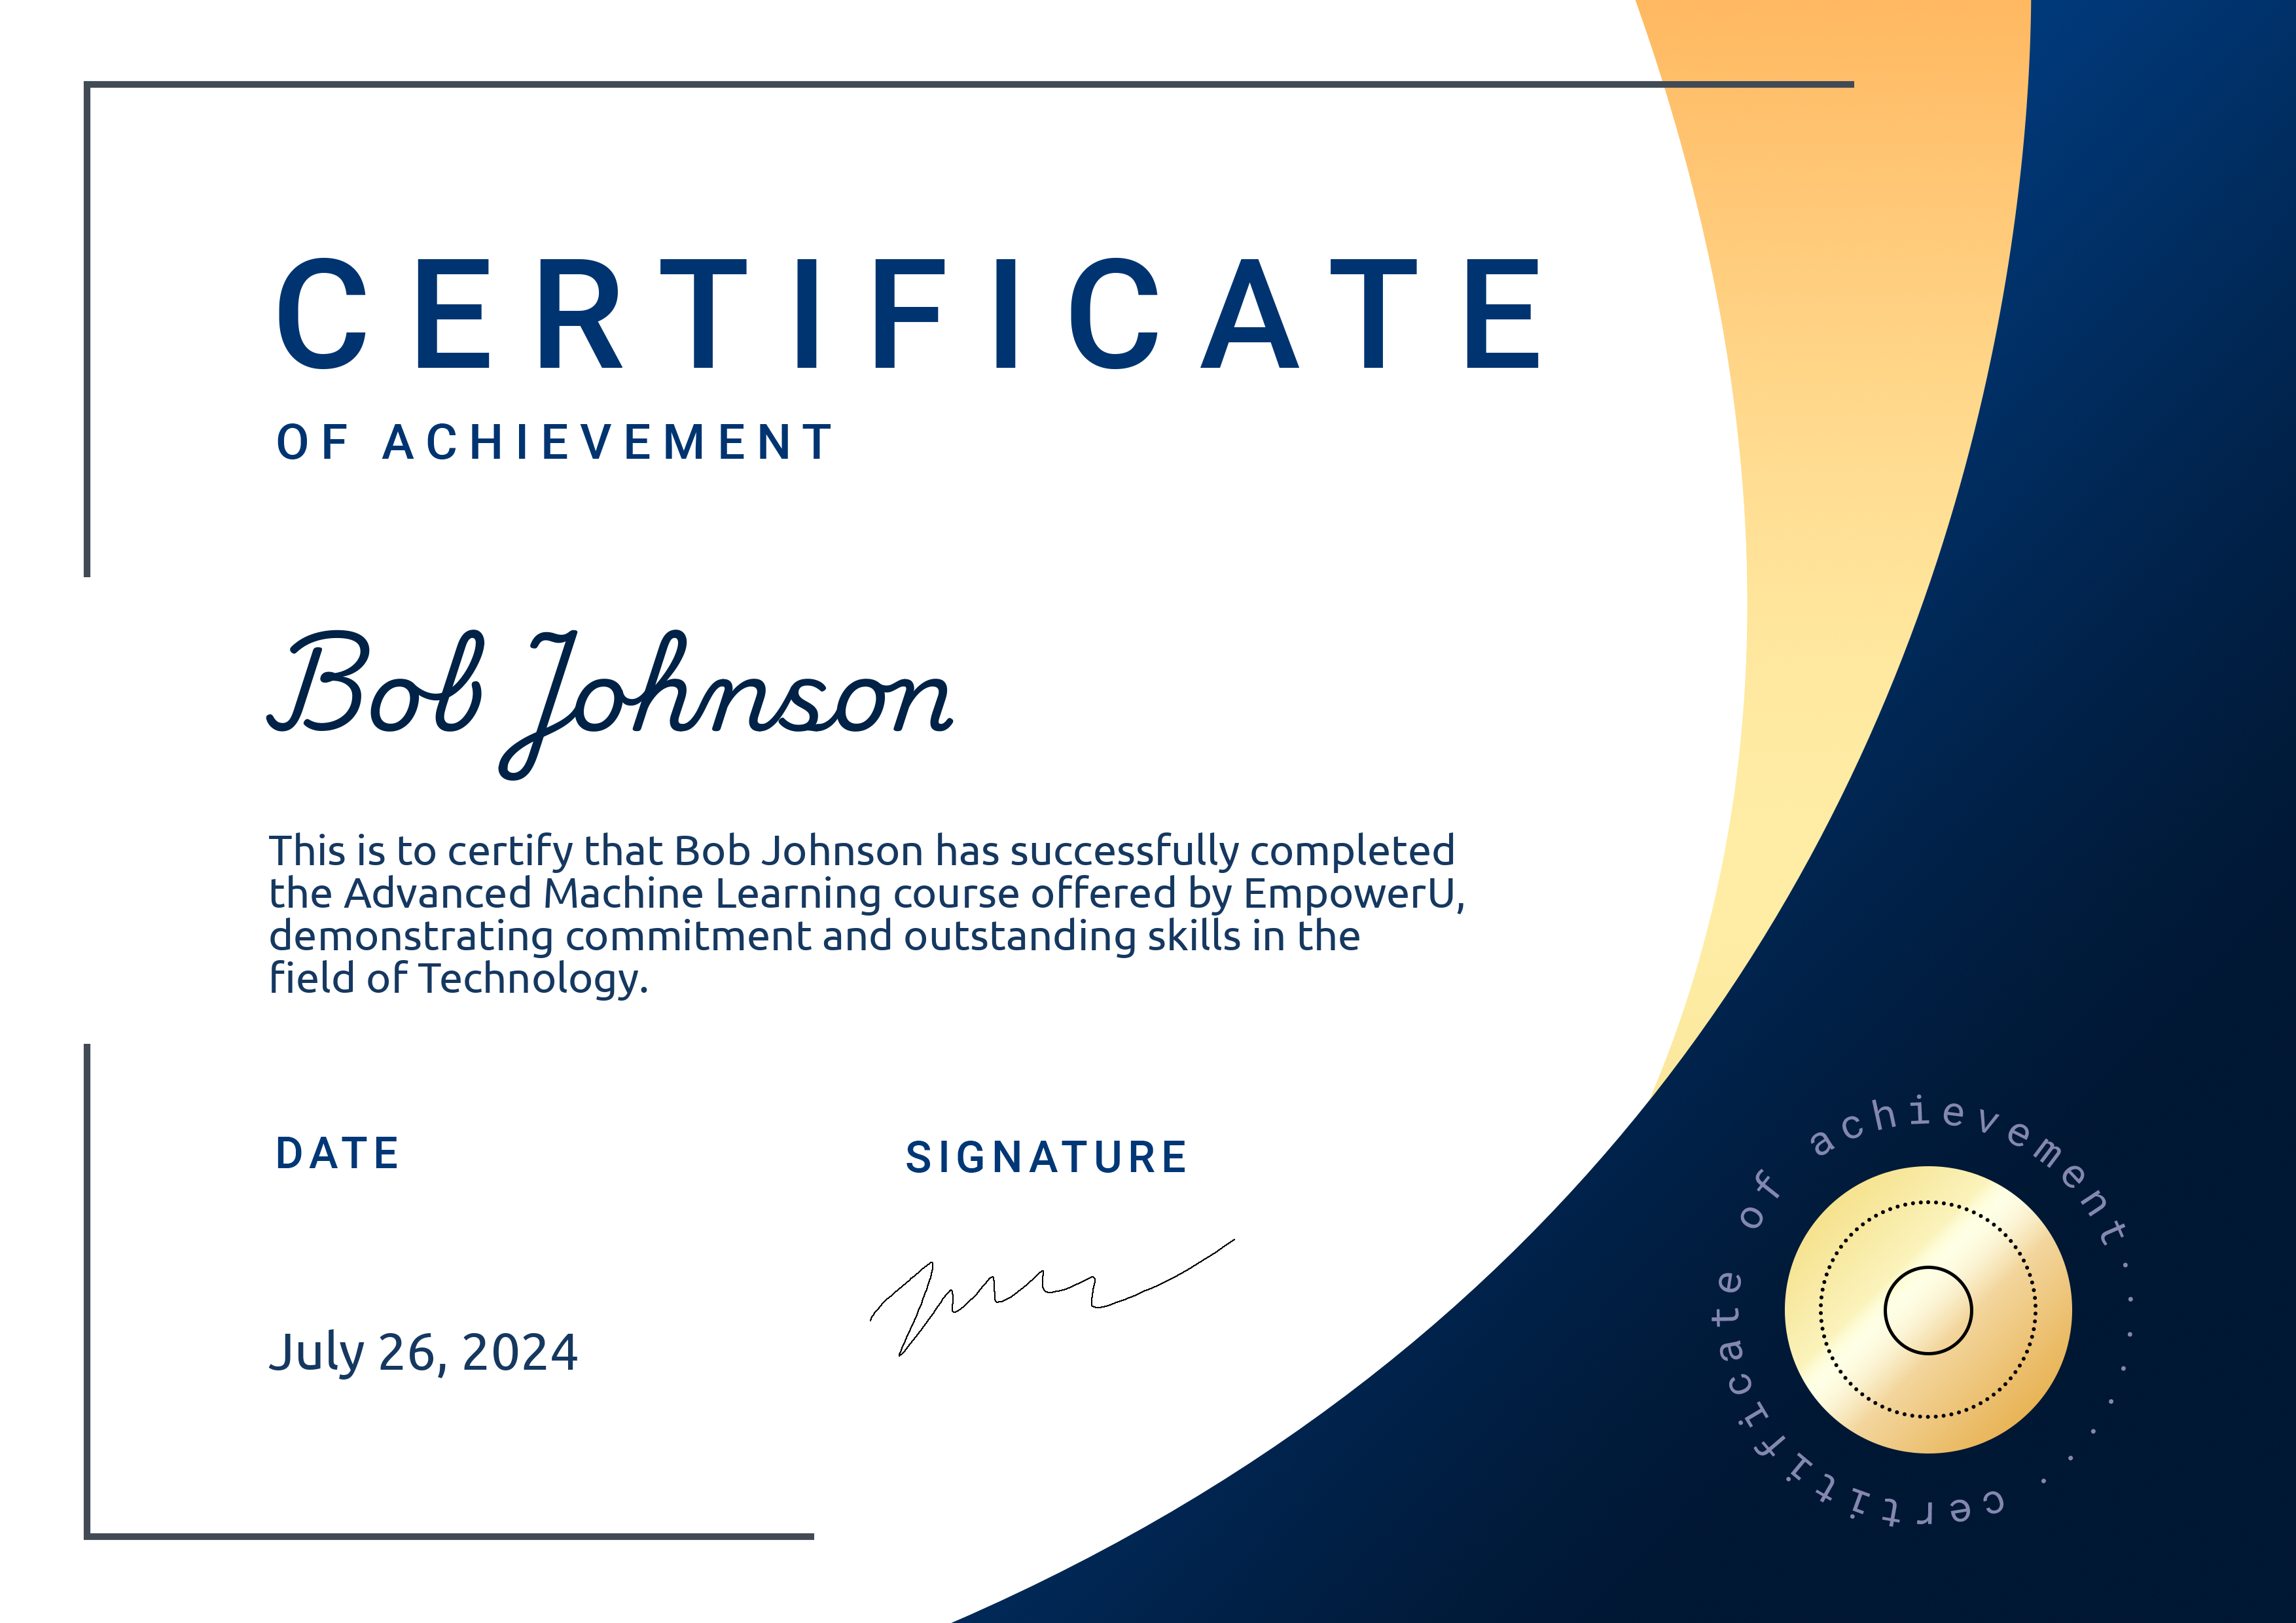 CERTIFICATE
OF ACHIEVEMENT
Bob Johnson
This is to certify that Bob Johnson has successfully completed
the Advanced Machine Learning course offered by EmpowerU,
demonstrating commitment and outstanding skills in the
field of Technology.
DATE
SIGNATURE
July 26, 2024
certificate of achievement........